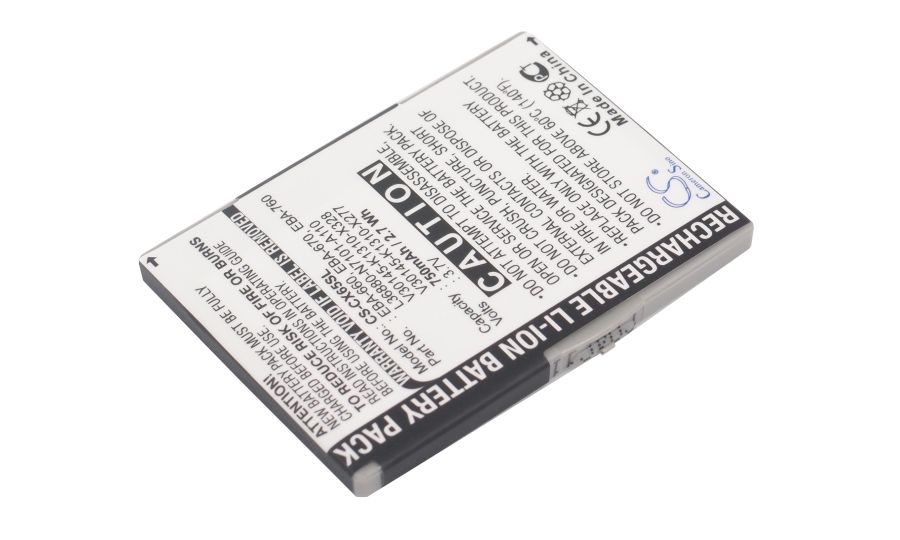 RECHARGEABLE LI-ION BATTERY PACK
Cameron Sino
CS
Made in China
CAUTION
•DO NOT ATTEMPT TO DISASSEMBLE,
OPEN OR SERVICE THE BATTERY PACK.
•DO NOT CRUSH, PUNCTURE, SHORT
CONTACTS OR DISPOSE OF
IN FIRE OR WATER.
•REPLACE ONLY WITH THE BATTERY
PACK DESIGNATED FOR THIS PRODUCT.
•DO NOT STORE ABOVE 60°C (140°F).
Model No.: CS-CX65SL
Part No.: EBA-660, EBA-670, EBA-760
L36880-N7101-A110
V30145-K1310-X328
V30145-K1310-X277
Capacity : 750mAh / 2.7 Wh
Volts : 3.7V
ATTENTION!
NEW BATTERY PACK MUST BE FULLY
CHARGED BEFORE USE.
TO REDUCE RISK OF FIRE OR BURNS
READ INSTRUCTIONS IN OPERATING GUIDE
BEFORE USING THE BATTERY.
WARRANTY VOID IF LABEL IS REMOVED